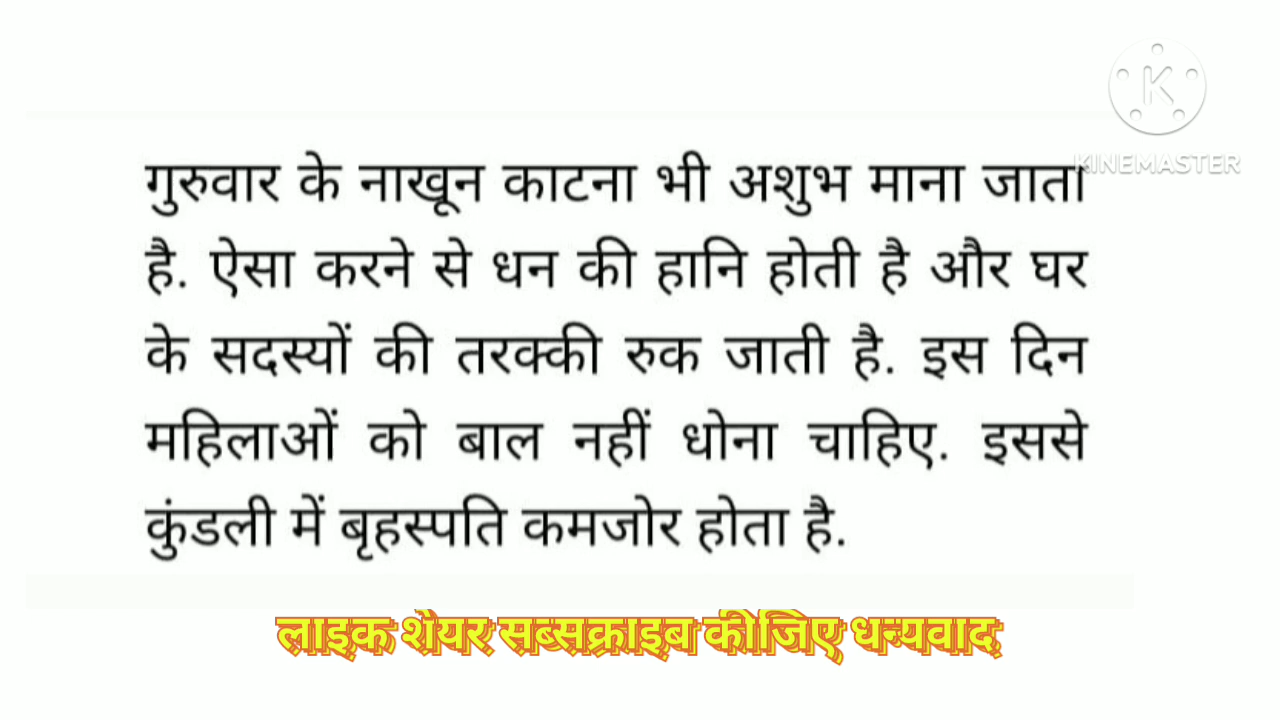 गुरुवार के नाखून काटना भी अशुभ माना जाता
है. ऐसा करने से धन की हानि होती है और घर
के सदस्यों की तरक्की रुक जाती है. इस दिन
महिलाओं को बाल नहीं धोना चाहिए. इससे
कुंडली में बृहस्पति कमजोर होता है.
लाइक शेयर सब्सक्राइब कीजिए धन्यवाद
K
KINEMASTER